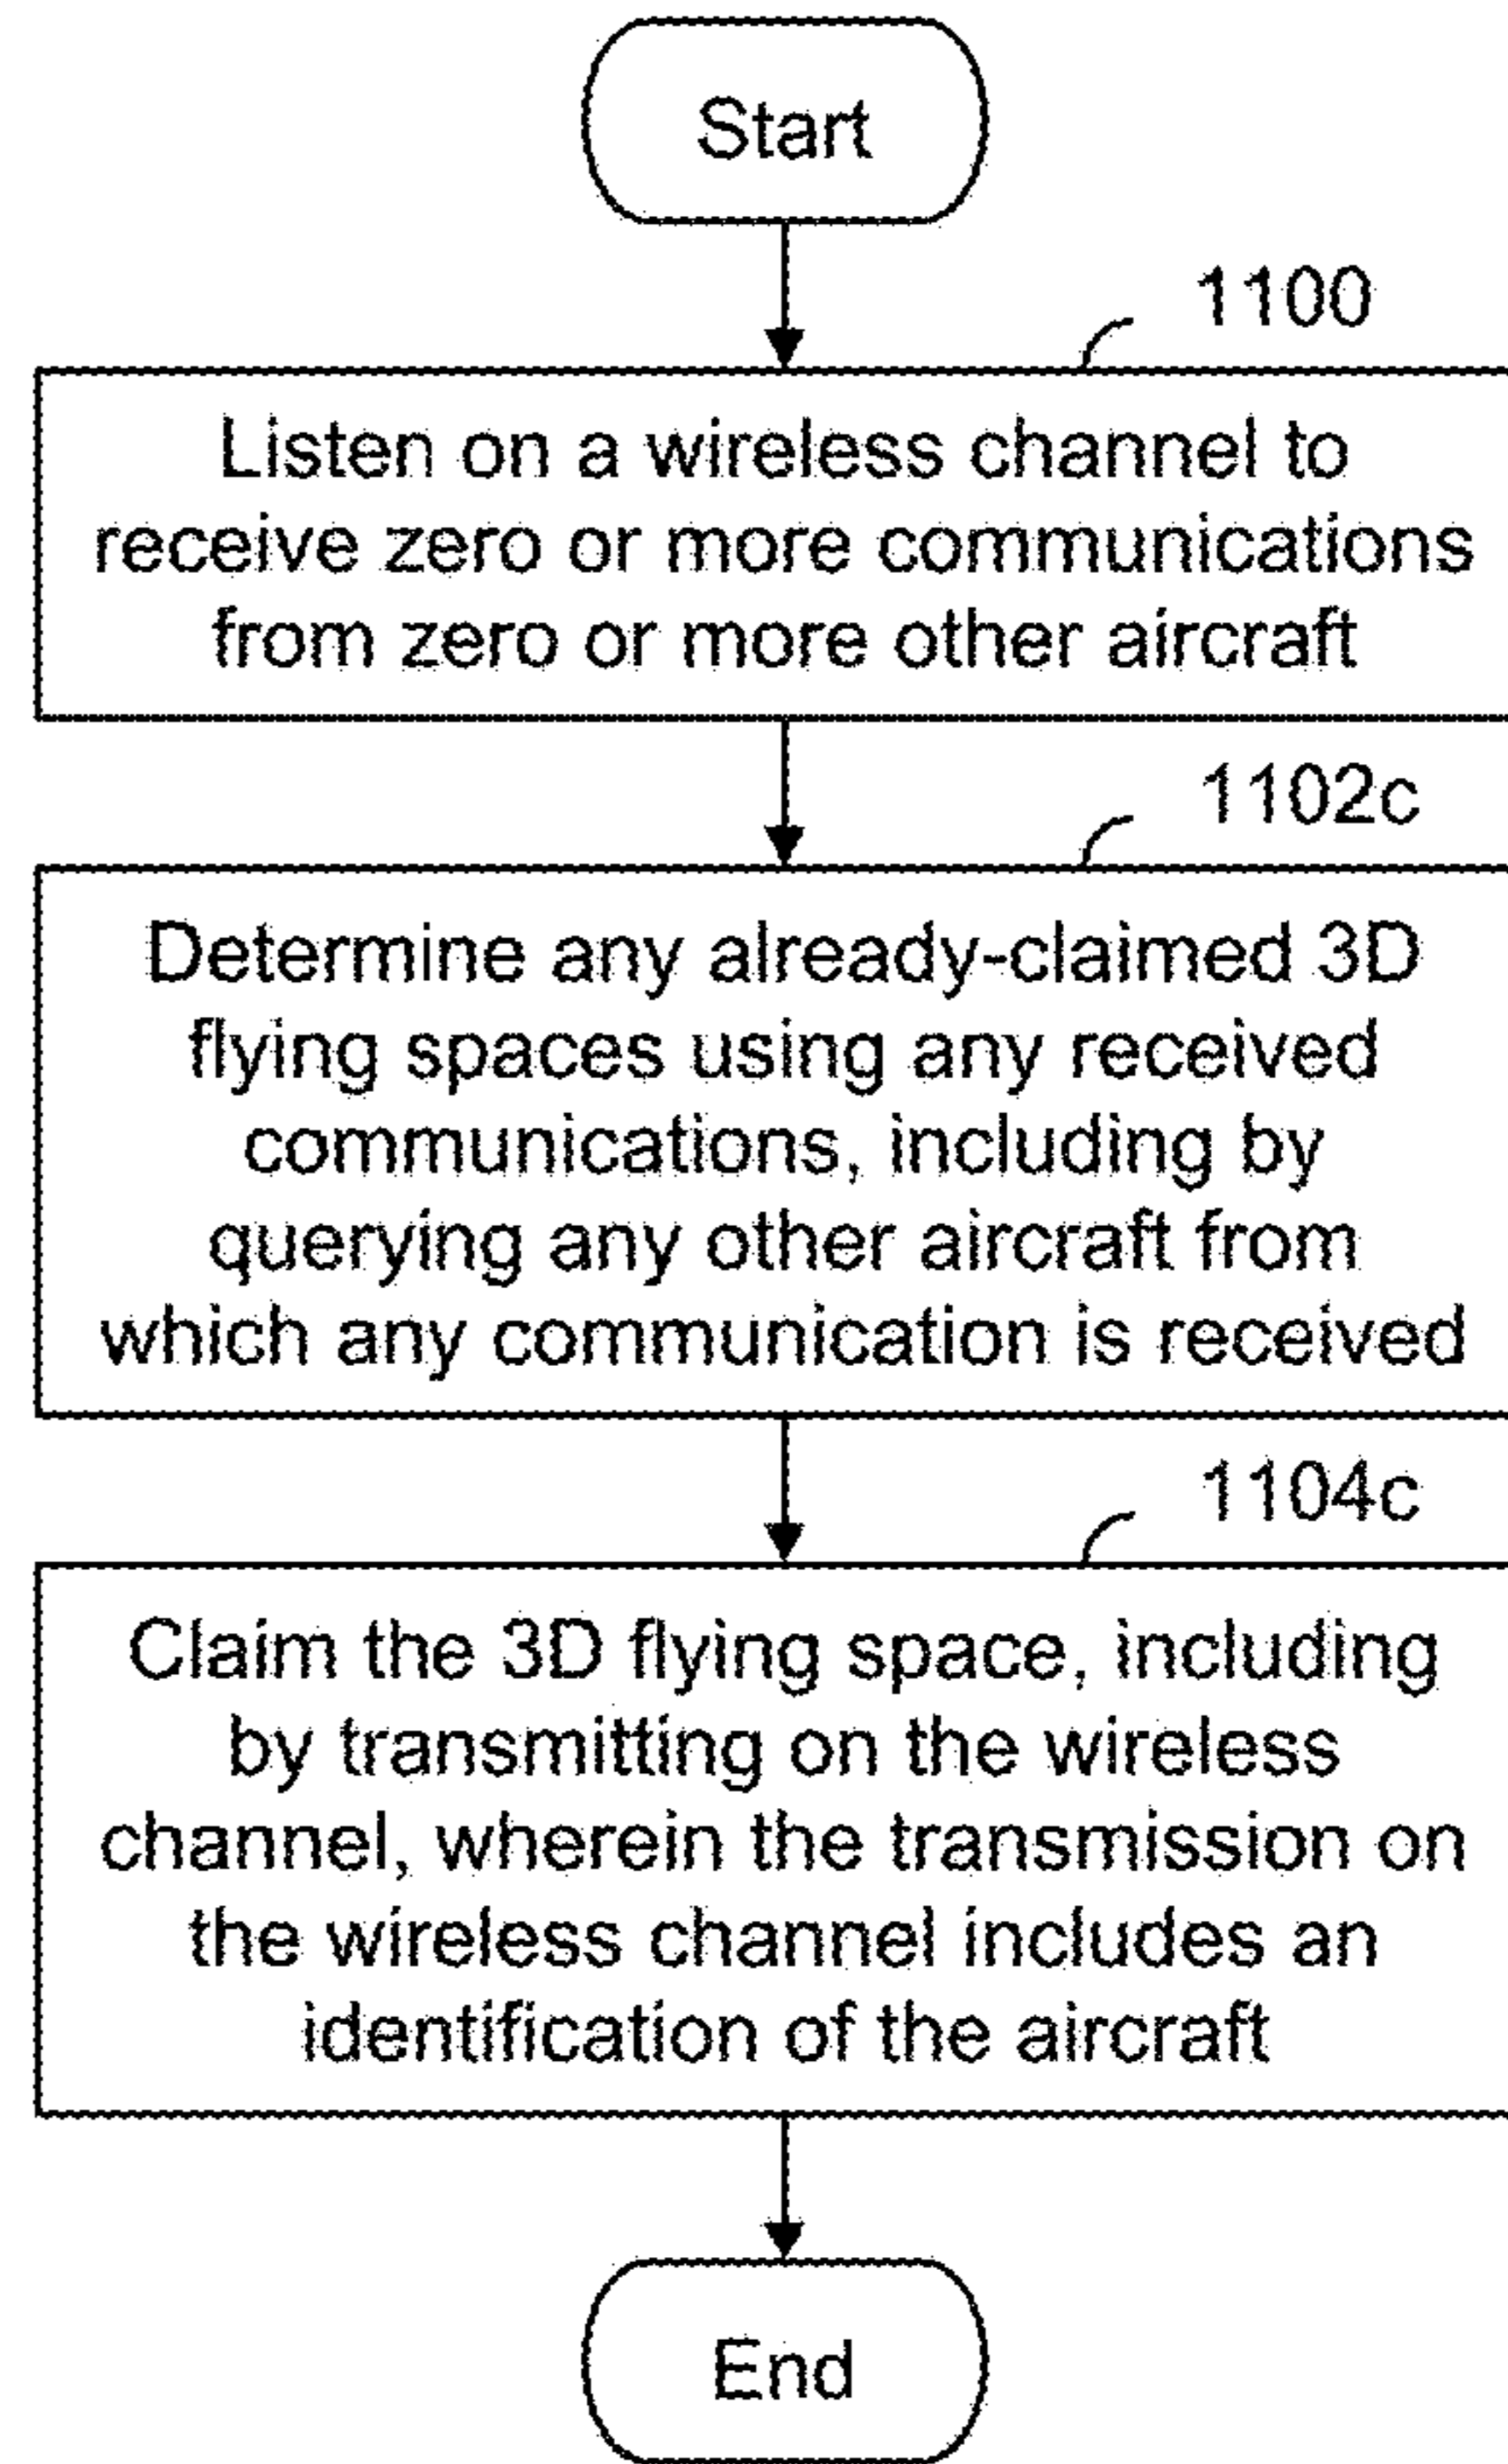 Start
1100
Listen on a wireless channel to
receive zero or more communications
from zero or more other aircraft
1102c
Determine any already-claimed 3D
flying spaces using any received
communications, including by
querying any other aircraft from
which any communication is received
1104c
Claim the 3D flying space, including
by transmitting on the wireless
channel, wherein the transmission on
the wireless channel includes an
identification of the aircraft
End